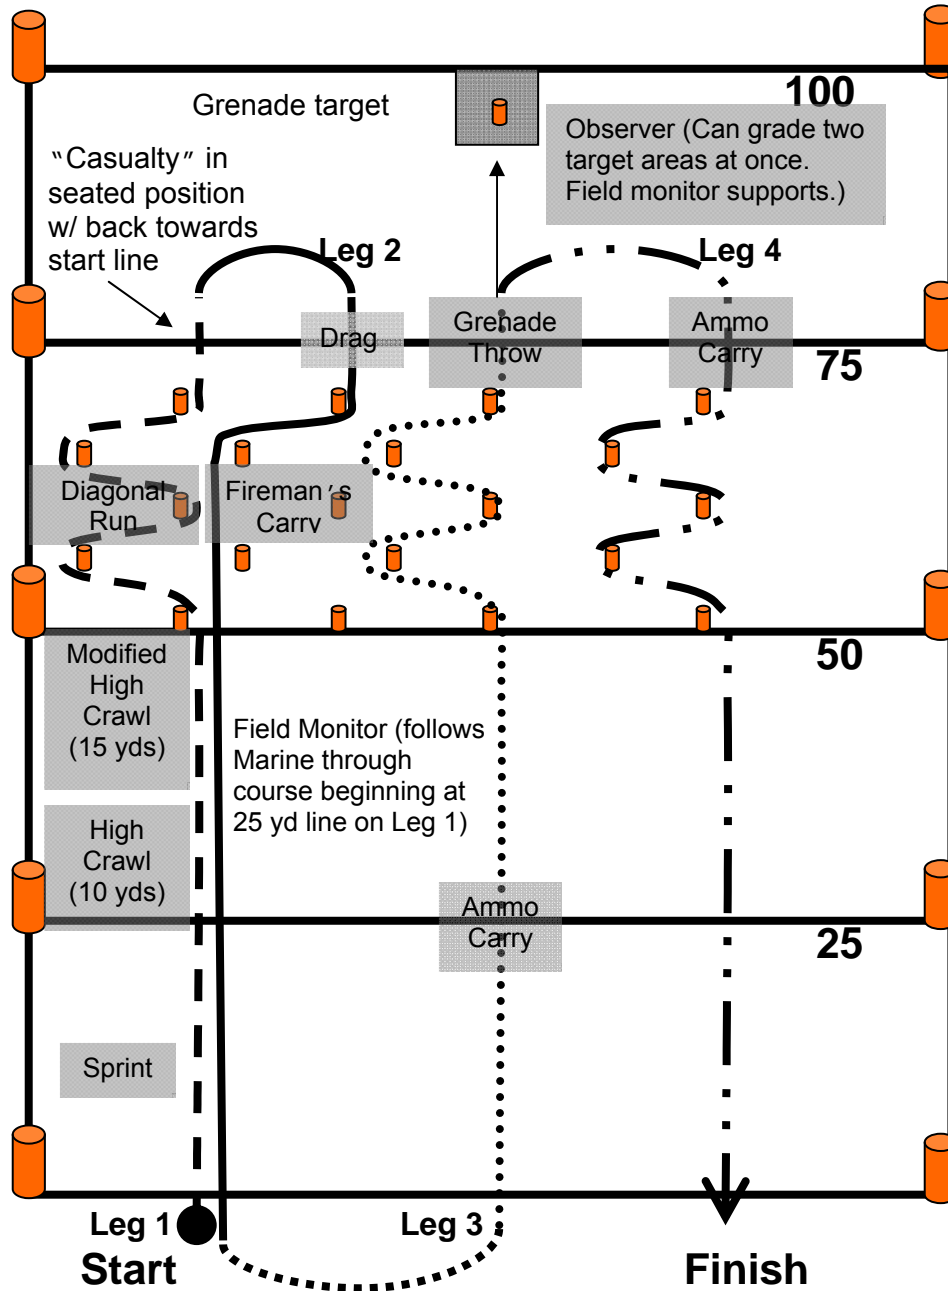 100
Grenade target
Observer (Can grade two
target areas at once.
Field monitor supports.)
"Casualty" in
seated position
w/ back towards
start line
Leg 2
Leg 4
Drag
Grenade
Throw
Ammo
Carry
75
Diagonal
Run
Fireman's
Carry
50
Modified
High
Crawl
(15 yds)
Field Monitor (follows
Marine through
course beginning at
25 yd line on Leg 1)
High
Crawl
(10 yds)
Ammo
Carry
25
Sprint
Leg 1
Leg 3
Start
Finish